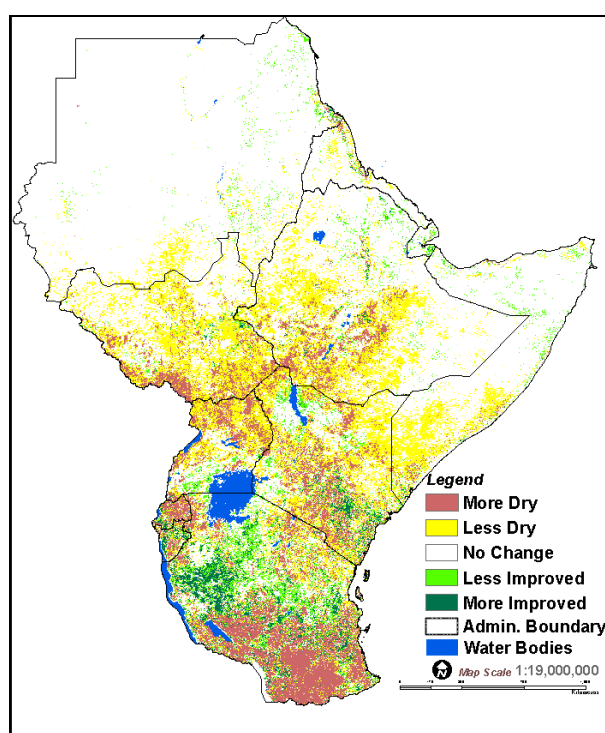 Legend
More Dry
Less Dry
No Change
Less Improved
More Improved
Admin. Boundary
Water Bodies
N Map Scale 1:19,000,000
Kilometers